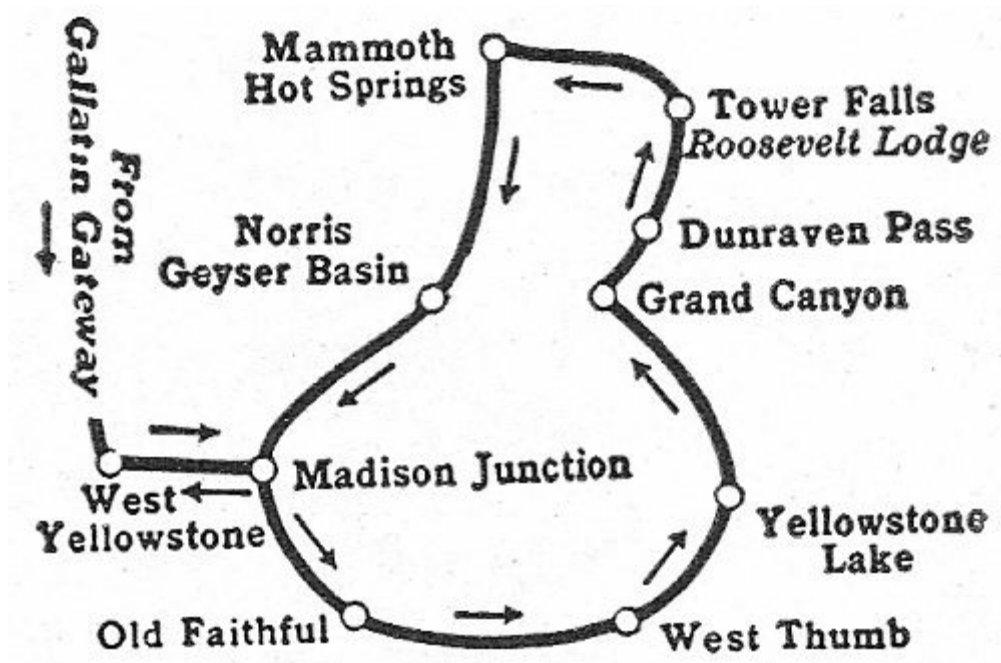 Mammoth
Hot Springs
Tower Falls
Roosevelt Lodge
From
Gallatin Gateway
Norris
Geyser Basin
Dunraven Pass
Grand Canyon
Madison Junction
West
Yellowstone
Yellowstone
Lake
Old Faithful
West Thumb